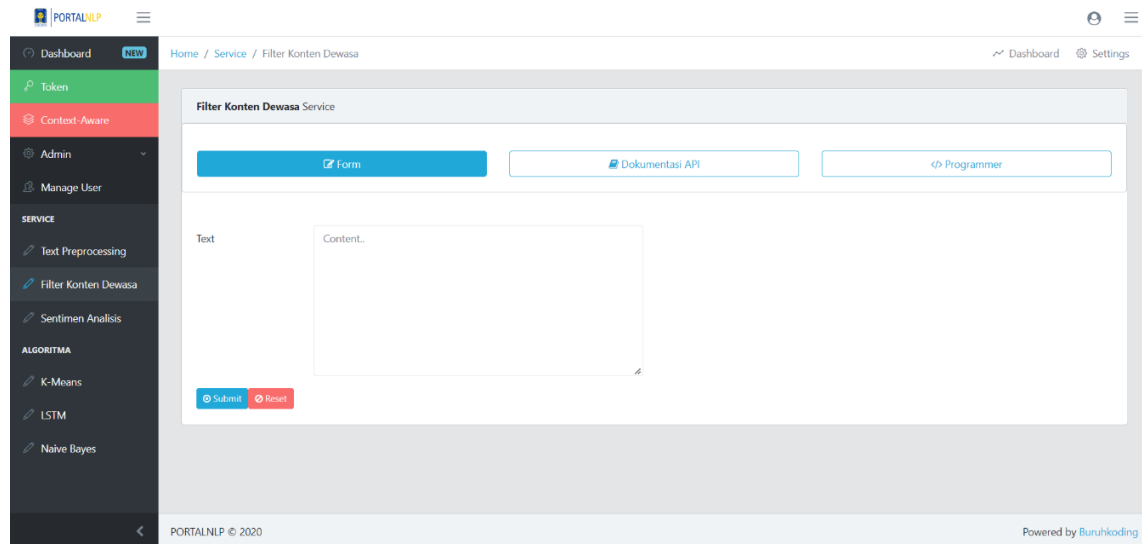 PORTALNLP
Dashboard NEW
Home / Service / Filter Konten Dewasa
Dashboard Settings
Token
Context-Aware
Admin
Manage User
SERVICE
Text Preprocessing
Filter Konten Dewasa
Sentimen Analisis
ALGORITMA
K-Means
LSTM
Naive Bayes
Filter Konten Dewasa Service
Form
Dokumentasi API
</> Programmer
Text
Content..
Submit
Reset
PORTALNLP © 2020
Powered by Buruhkoding